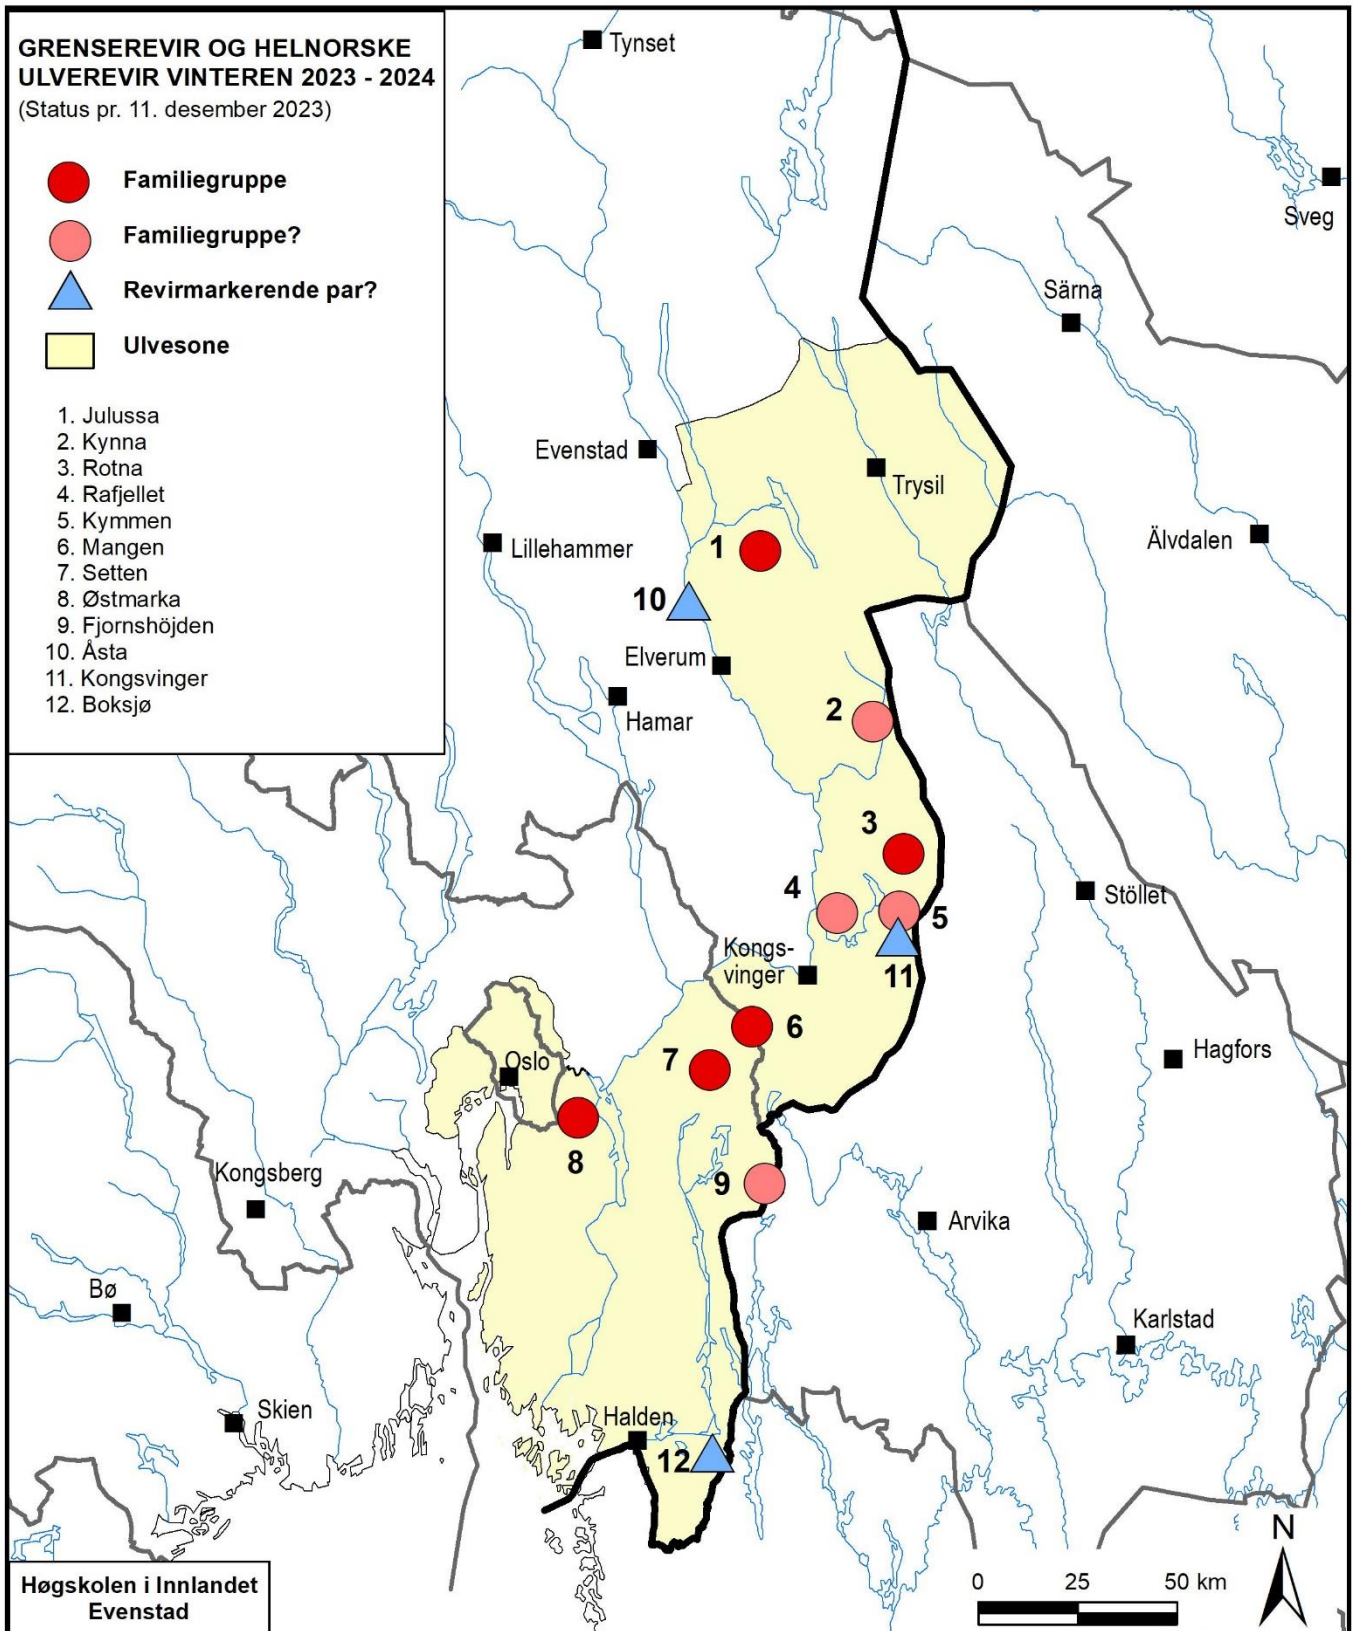 GRENSEREVIR OG HELNORSKE
ULVEREVIR VINTEREN 2023 - 2024
(Status pr. 11. desember 2023)
Familiegruppe
Familiegruppe?
Revirmarkerende par?
Ulvesone
1. Julussa
2. Kynna
3. Rotna
4. Rafjellet
5. Kymmen
6. Mangen
7. Setten
8. Østmarka
9. Fjornshöjden
10. Åsta
11. Kongsvinger
12. Boksjø
Tynset
Sveg
Särna
Evenstad
Trysil
Lillehammer
Älvdalen
1
10
Elverum
Hamar
2
3
4
5
Stöllet
Kongs-
vinger
11
6
Oslo
7
Hagfors
8
Kongsberg
9
Arvika
Bø
Karlstad
Skien
Halden
12
N
0 25 50 km
Høgskolen i Innlandet
Evenstad